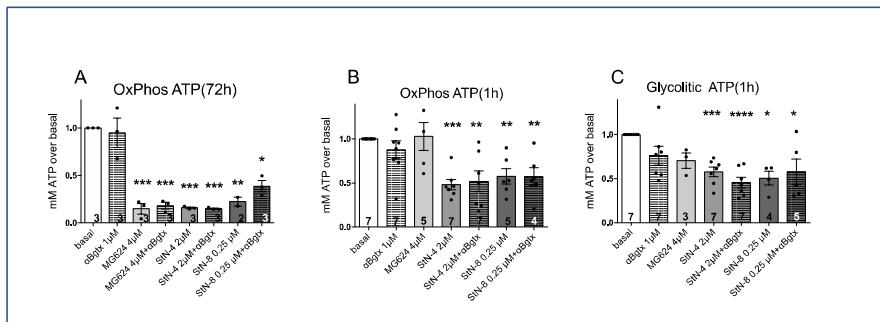 A
OxPhos ATP(72h)
mM ATP over basal
1.0
0.5
0.0
***
***
***
***
**
*
3
3
3
3
3
3
2
3
basal
αBgtx 1µM
MG624 4µM
MG624 4µM+αBgtx
StN-4 2µM
StN-4 2µM+αBgtx
StN-8 0.25 µM
StN-8 0.25 µM+αBgtx
B
OxPhos ATP(1h)
mM ATP over basal
1.0
0.5
0.0
***
**
**
**
7
7
5
7
7
5
4
basal
αBgtx 1µM
MG624 4µM
StN-4 2µM
StN-4 2µM+αBgtx
StN-8 0.25 µM
StN-8 0.25 µM+αBgtx
C
Glycolitic ATP(1h)
mM ATP over basal
1.0
0.5
0.0
***
****
*
*
7
7
3
7
7
4
5
basal
αBgtx 1µM
MG624 4µM
StN-4 2µM
StN-4 2µM+αBgtx
StN-8 0.25 µM
StN-8 0.25 µM+αBgtx